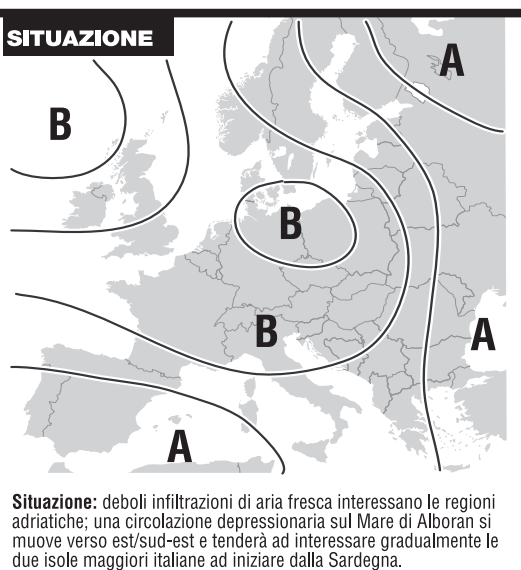 SITUAZIONE
A
B
B
B
A
A
Situazione: deboli infiltrazioni di aria fresca interessano le regioni
adriatiche; una circolazione depressionaria sul Mare di Alboran si
muove verso est/sud-est e tenderà ad interessare gradualmente le
due isole maggiori italiane ad iniziare dalla Sardegna.